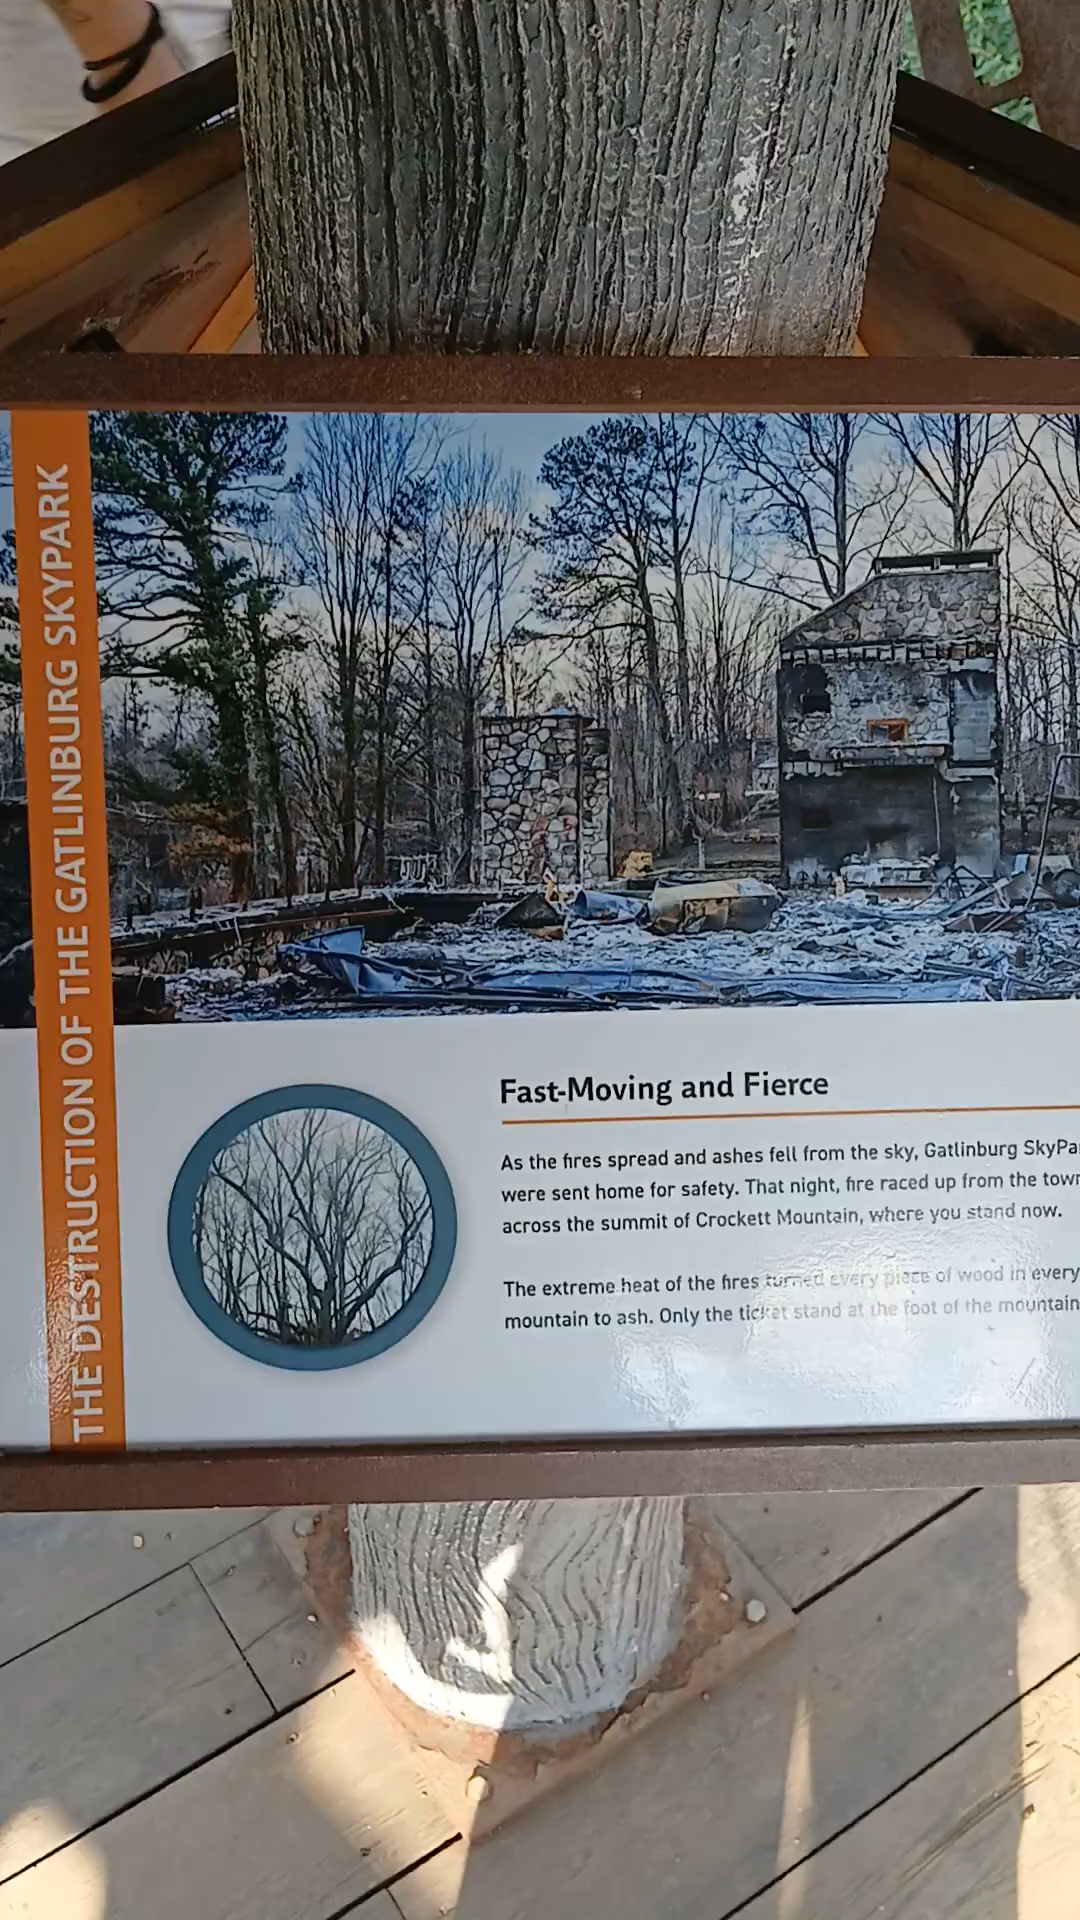 THE DESTRUCTION OF THE GATLINBURG SKYPARK
Fast-Moving and Fierce
As the fires spread and ashes fell from the sky, Gatlinburg SkyPa
were sent home for safety. That night, fire raced up from the town
across the summit of Crockett Mountain, where you stand now.
The extreme heat of the fires turned every piece of wood in every
mountain to ash. Only the ticket stand at the foot of the mountain